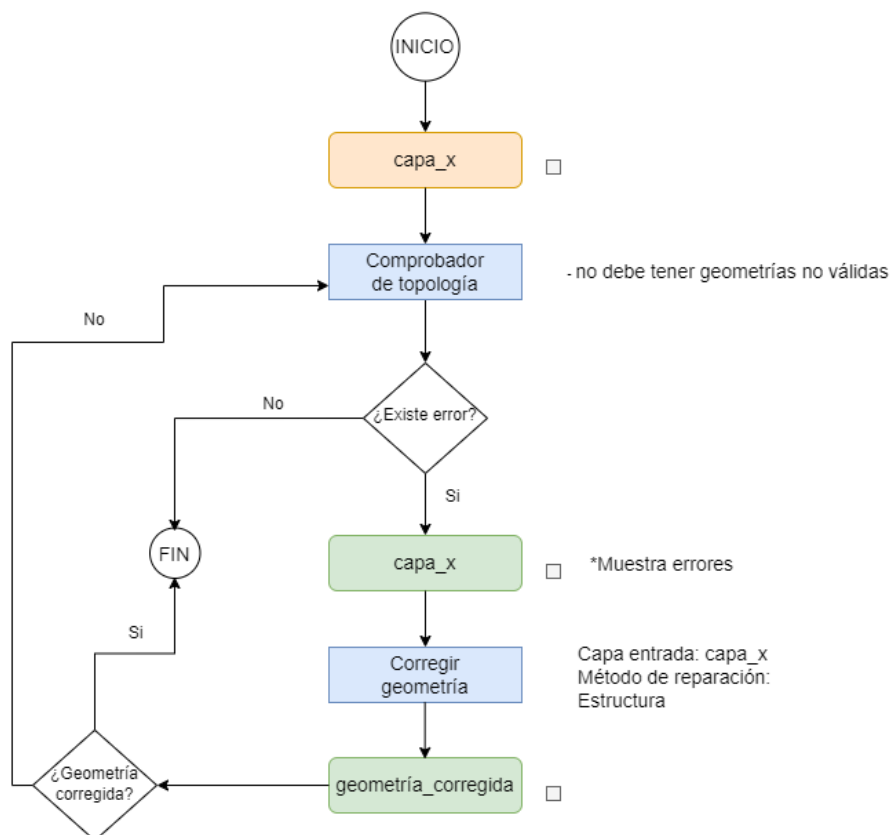 INICIO
capa_x
Comprobador
de topología
- no debe tener geometrías no válidas
No
No
¿Existe error?
Si
FIN
capa_x
*Muestra errores
Si
Corregir
geometría
Capa entrada: capa_x
Método de reparación:
Estructura
¿Geometría
corregida?
geometría_corregida